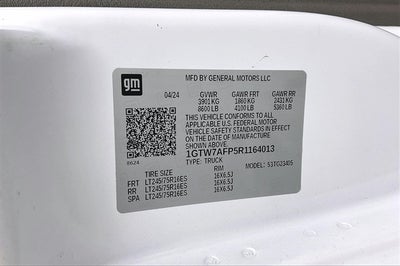 gm
MFD BY GENERAL MOTORS LLC
04/24 GVWR GAWR FRT GAWR RR
3901 KG 1860 KG 2431 KG
8600 LB 4100 LB 5360 LB
THIS VEHICLE CONFORMS TO ALL
APPLICABLE U.S. FEDERAL MOTOR
VEHICLE SAFETY STANDARDS IN EFFECT
ON THE DATE OF MANUFACTURE
SHOWN ABOVE.
1GTW7AFP5R1164013
8624 TYPE: TRUCK 53TG23405
TIRE SIZE RIM
FRT LT245/75R16ES 16X6.5J
RR LT245/75R16ES 16X6.5J
SPA LT245/75R16ES 16X6.5J